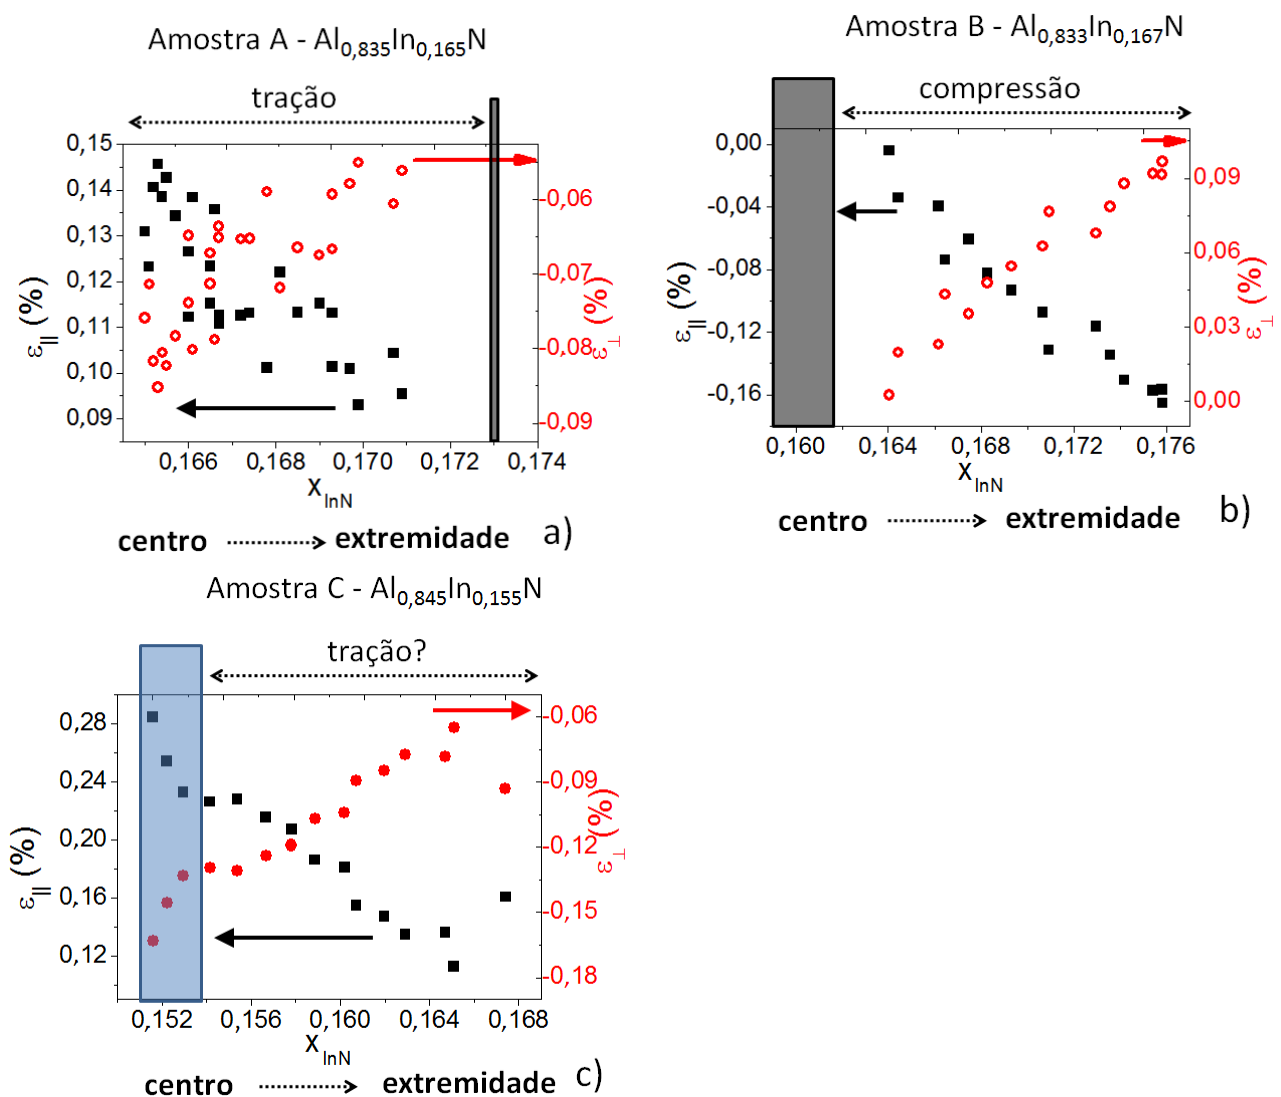 Amostra A - Al0,835In0,165N
tração
0,15
0,14
0,13
0,12
0,11
0,10
0,09
ε|| (%)
-0,06
-0,07
-0,08
-0,09
ε⊥ (%)
0,166 0,168 0,170 0,172 0,174
XInN
centro extremidade a)
Amostra B - Al0,833In0,167N
compressão
0,00
-0,04
-0,08
-0,12
-0,16
ε|| (%)
0,09
0,06
0,03
0,00
ε⊥ (%)
0,160 0,164 0,168 0,172 0,176
XInN
centro extremidade b)
Amostra C - Al0,845In0,155N
tração?
0,28
0,24
0,20
0,16
0,12
ε|| (%)
-0,06
-0,09
-0,12
-0,15
-0,18
ε⊥ (%)
0,152 0,156 0,160 0,164 0,168
XInN
centro extremidade c)